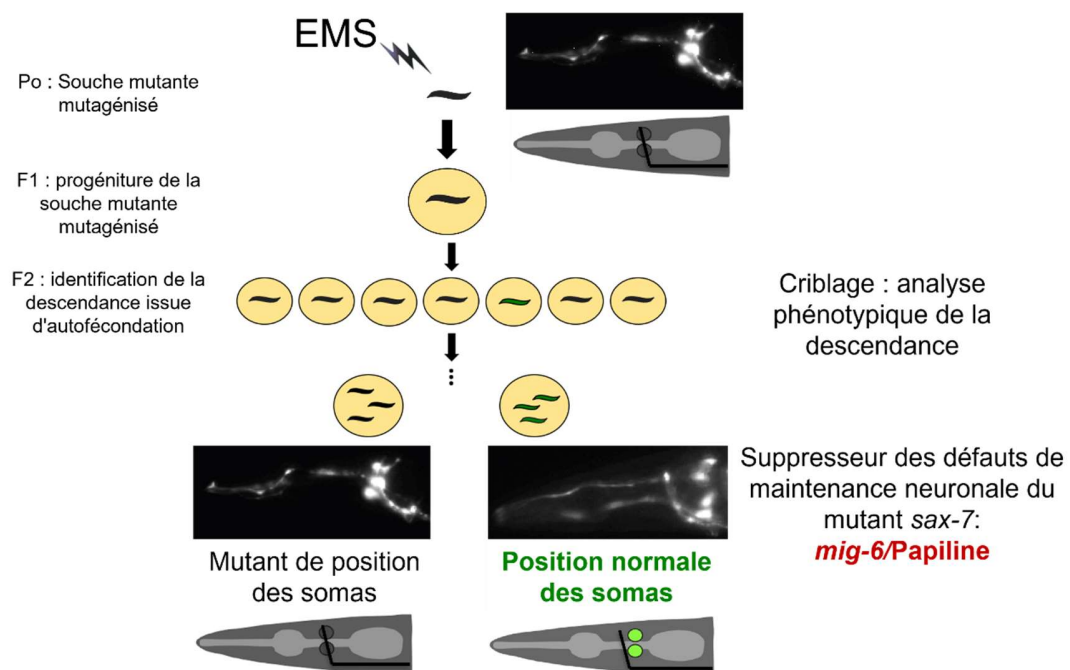 EMS
Po : Souche mutante
mutagénisé
F1 : progéniture de la
souche mutante
mutagénisé
F2 : identification de la
descendance issue
d'autofécondation
Criblage : analyse
phénotypique de la
descendance
Suppresseur des défauts de
maintenance neuronale du
mutant sax-7:
mig-6/Papiline
Mutant de position
des somas
Position normale
des somas